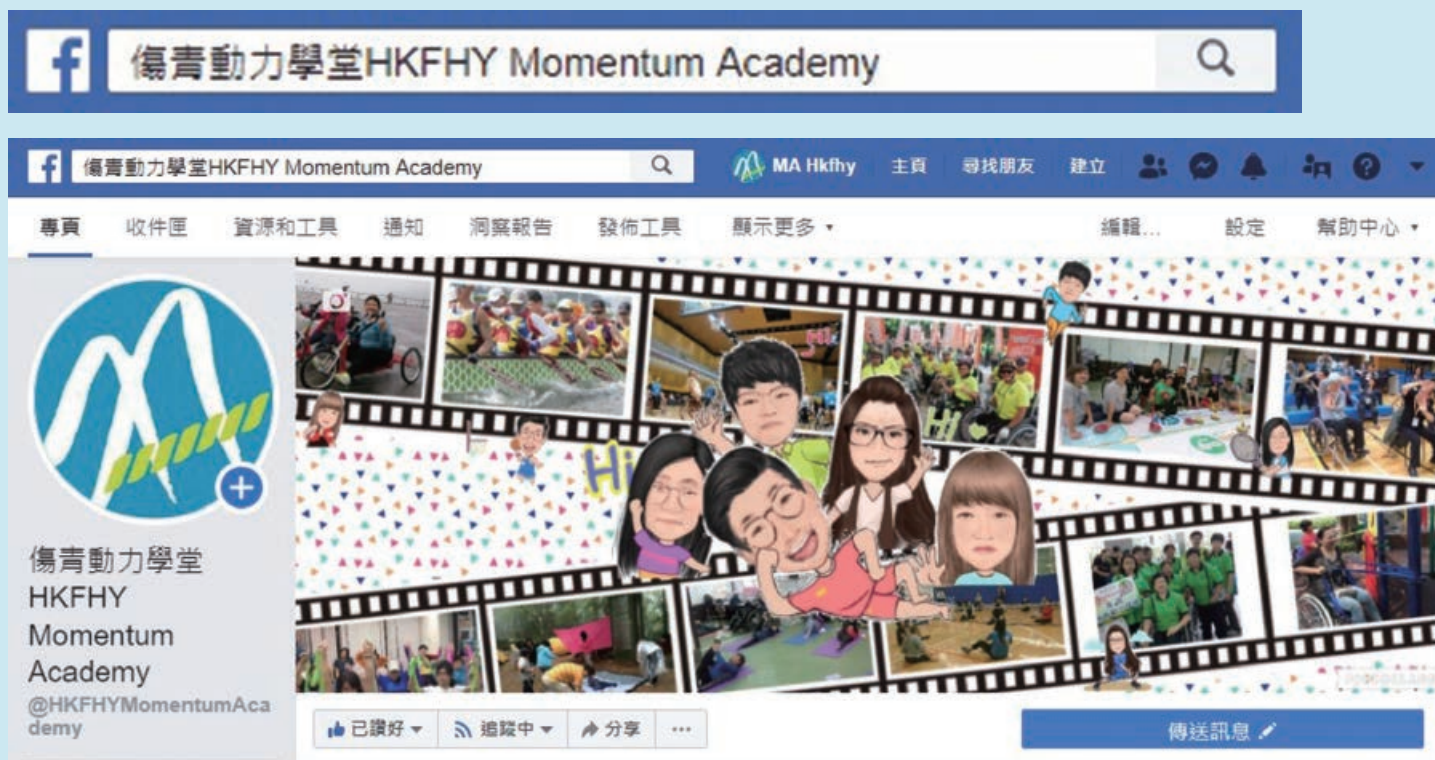 傷青動力學堂HKFHY Momentum Academy
傷青動力學堂HKFHY Momentum Academy
MA Hkfhy 主頁 尋找朋友 建立
專頁 收件匣 資源和工具 通知 洞察報告 發佈工具 顯示更多 編輯... 設定 幫助中心
Hi
Hi
Hi
傷青動力學堂
HKFHY
Momentum
Academy
@HKFHYMomentumAca
demy
已讚好 追蹤中 分享 ...
傳送訊息